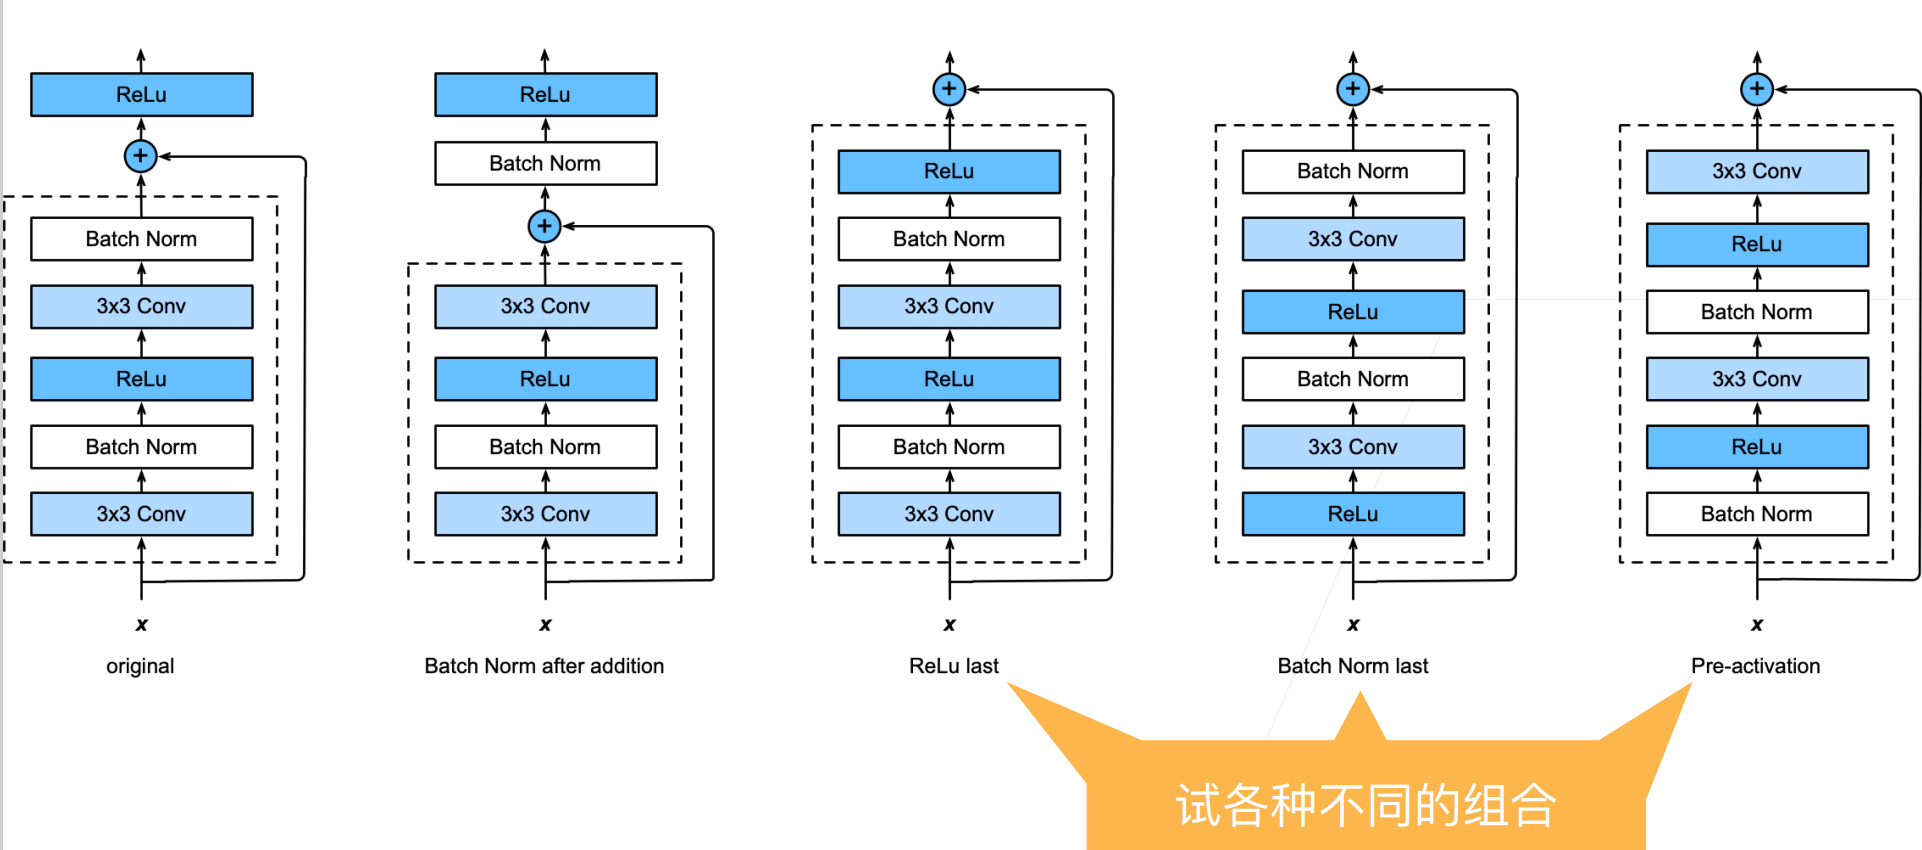 ReLu
+
Batch Norm
3x3 Conv
ReLu
Batch Norm
3x3 Conv
x
original
ReLu
Batch Norm
+
3x3 Conv
ReLu
Batch Norm
3x3 Conv
x
Batch Norm after addition
+
ReLu
Batch Norm
3x3 Conv
ReLu
Batch Norm
3x3 Conv
x
ReLu last
+
Batch Norm
3x3 Conv
ReLu
Batch Norm
3x3 Conv
ReLu
x
Batch Norm last
+
3x3 Conv
ReLu
Batch Norm
3x3 Conv
ReLu
Batch Norm
x
Pre-activation
试各种不同的组合